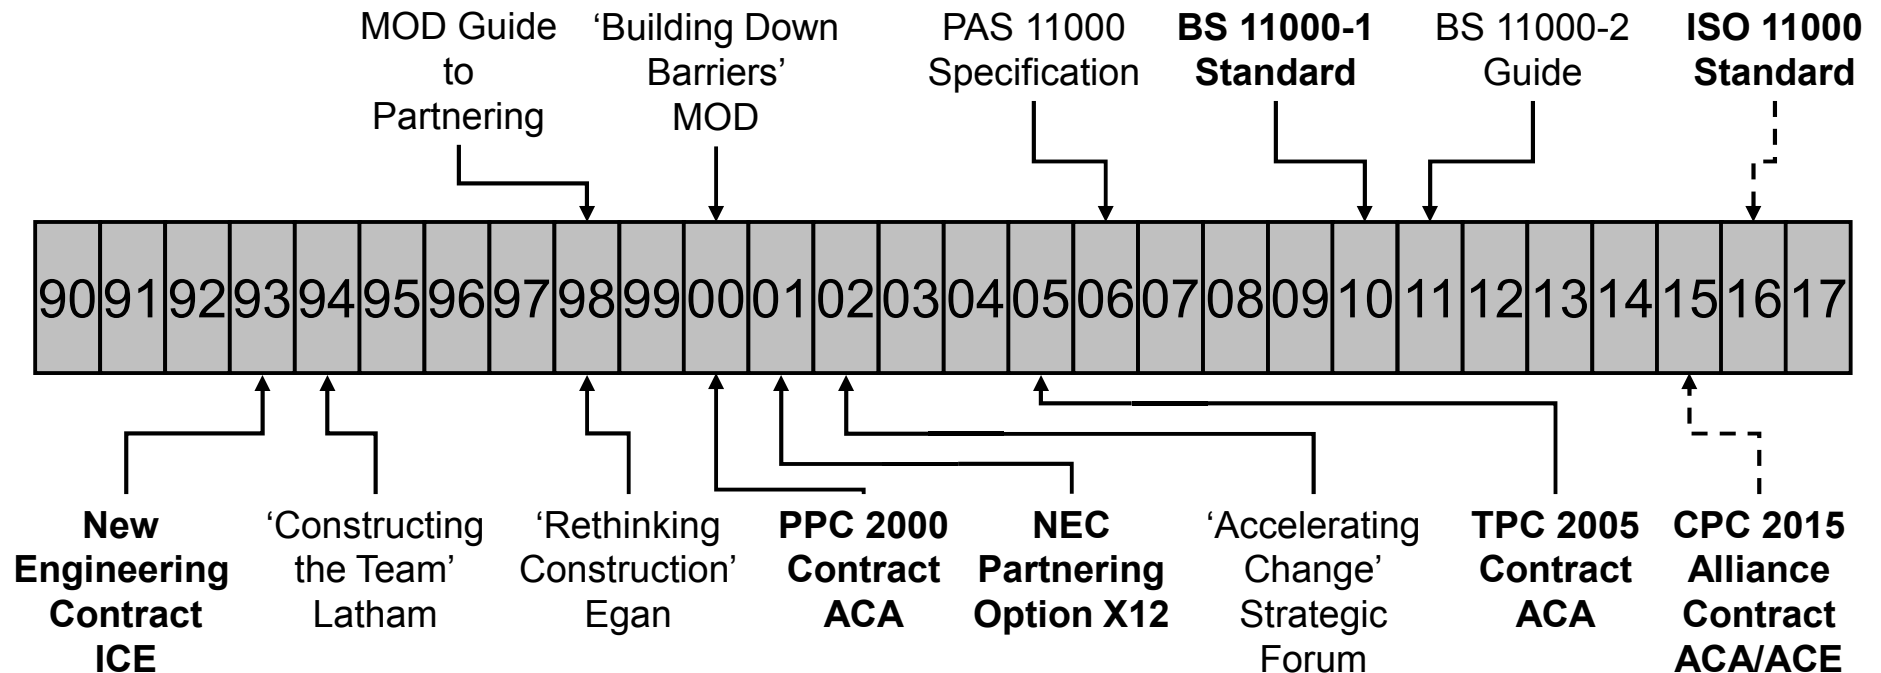 MOD Guide
to
Partnering
‘Building Down
Barriers’
MOD
PAS 11000
Specification
BS 11000-1
Standard
BS 11000-2
Guide
ISO 11000
Standard
90 91 92 93 94 95 96 97 98 99 00 01 02 03 04 05 06 07 08 09 10 11 12 13 14 15 16 17
New
Engineering
Contract
ICE
‘Constructing
the Team’
Latham
‘Rethinking
Construction’
Egan
PPC 2000
Contract
ACA
NEC
Partnering
Option X12
‘Accelerating
Change’
Strategic
Forum
TPC 2005
Contract
ACA
CPC 2015
Alliance
Contract
ACA/ACE